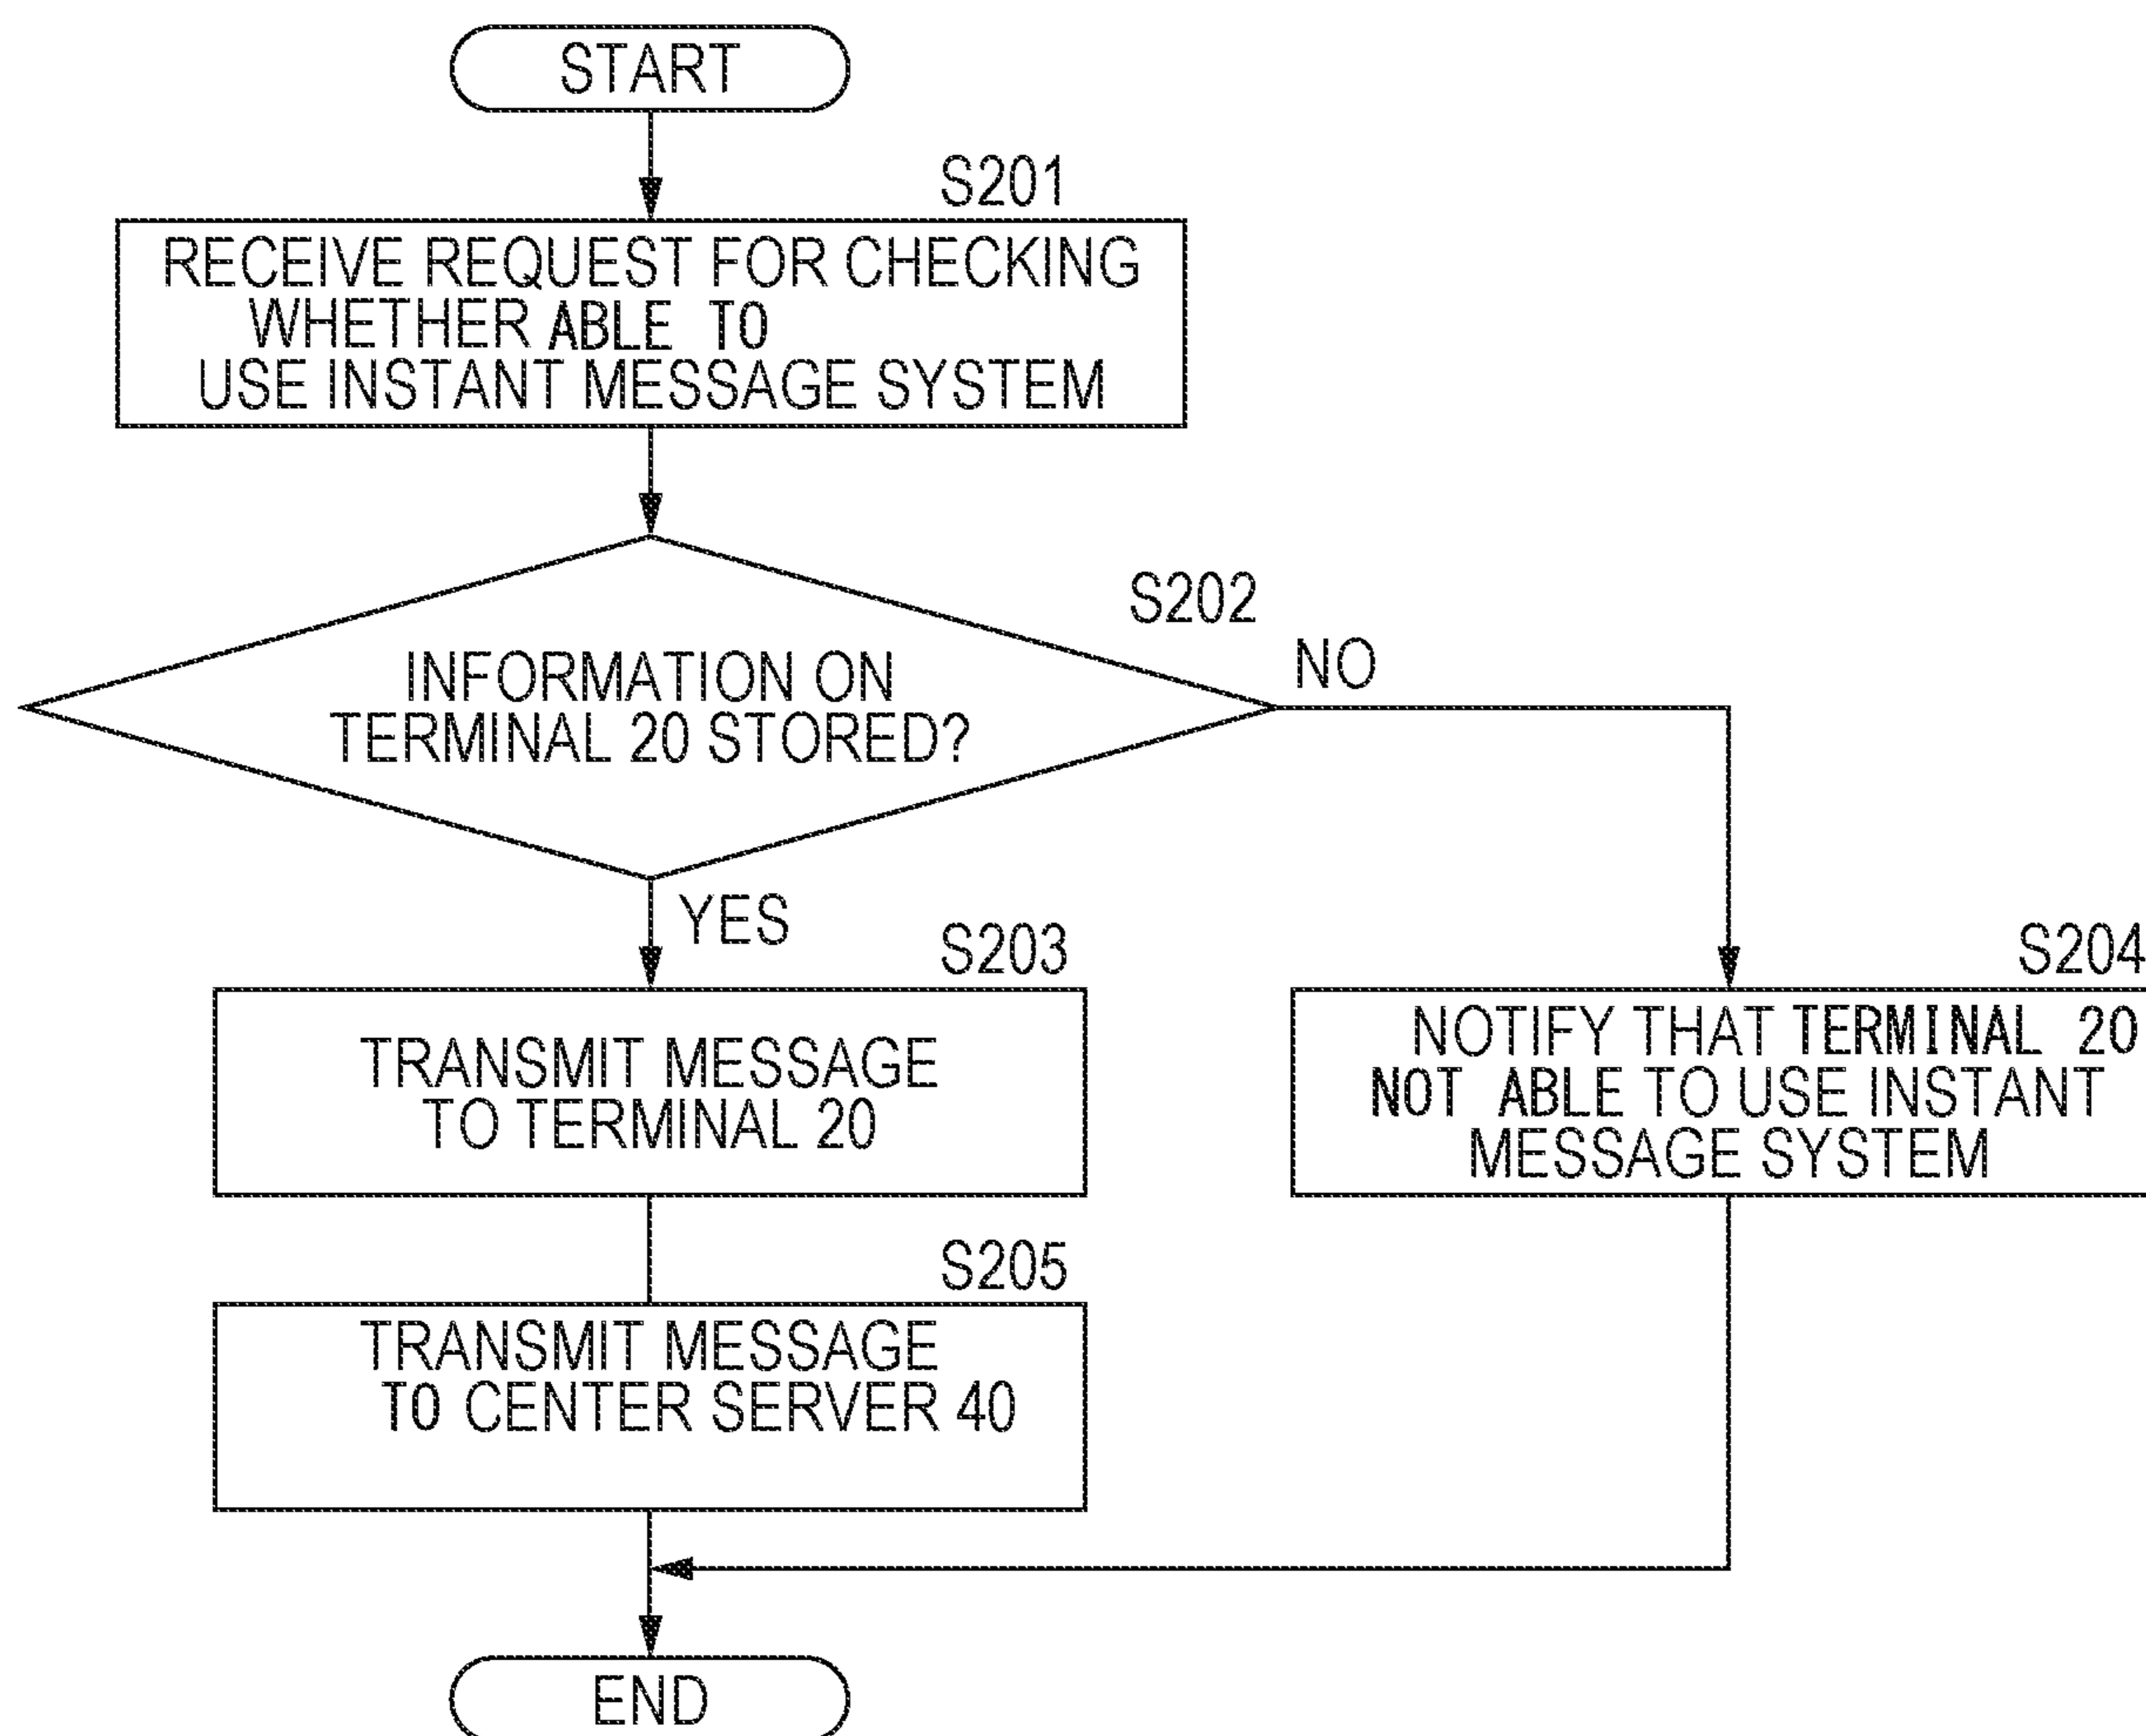 START
S201
RECEIVE REQUEST FOR CHECKING
WHETHER ABLE TO
USE INSTANT MESSAGE SYSTEM
S202
INFORMATION ON
TERMINAL 20 STORED?
NO
YES
S203
TRANSMIT MESSAGE
TO TERMINAL 20
S204
NOTIFY THAT TERMINAL 20
NOT ABLE TO USE INSTANT
MESSAGE SYSTEM
S205
TRANSMIT MESSAGE
TO CENTER SERVER 40
END